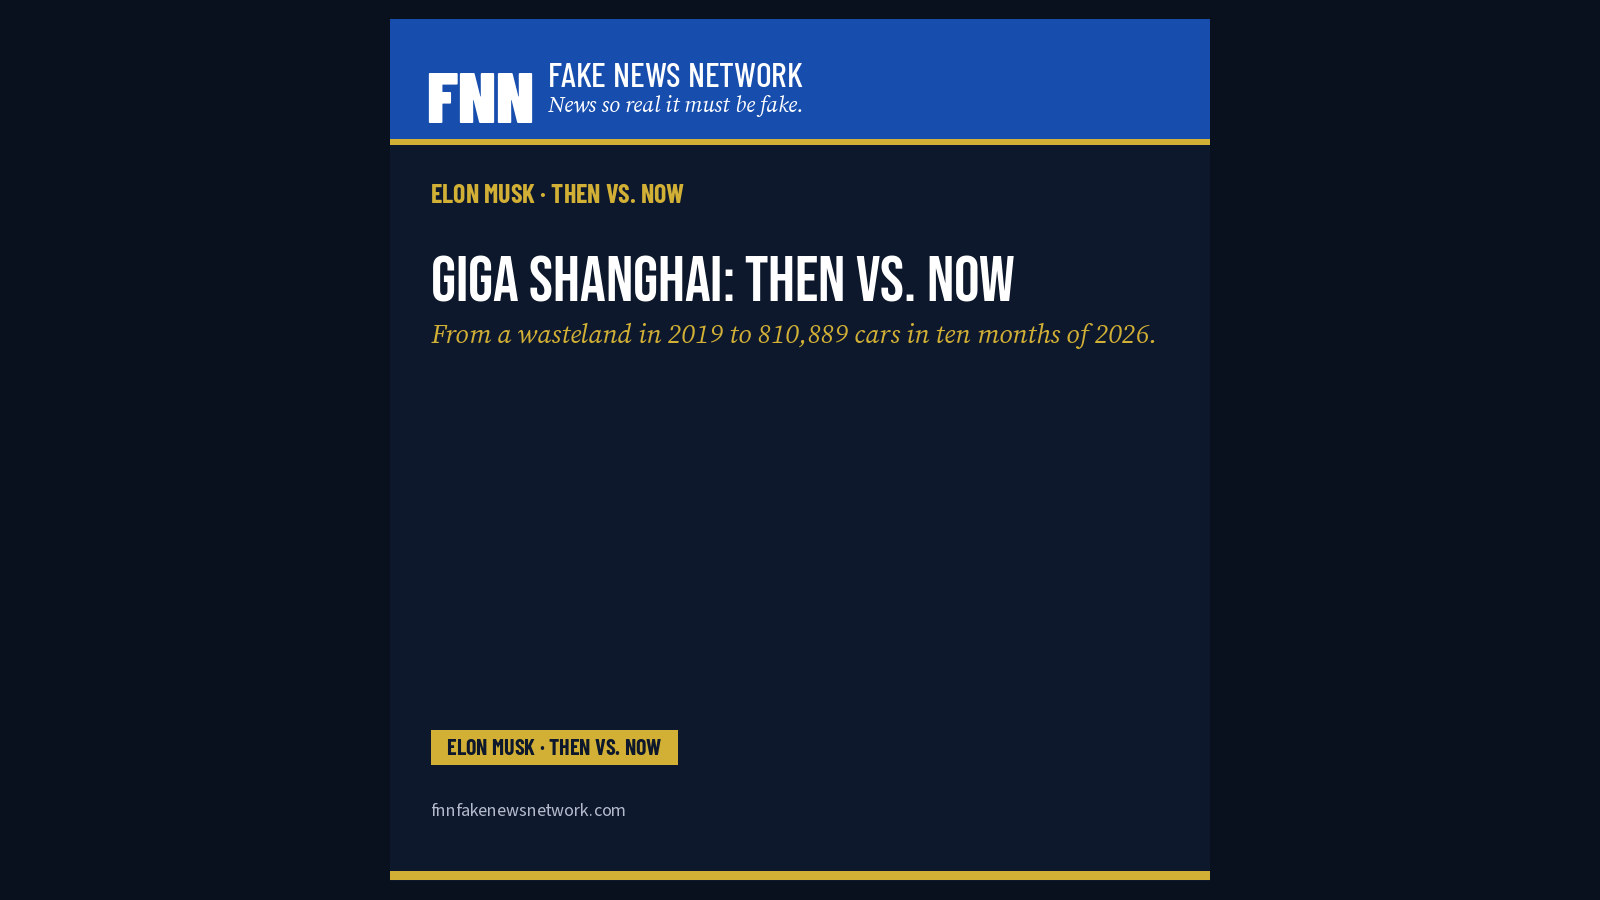 FNN
FAKE NEWS NETWORK
News so real it must be fake.
ELON MUSK · THEN VS. NOW
GIGA SHANGHAI: THEN VS. NOW
From a wasteland in 2019 to 810,889 cars in ten months of 2026.
ELON MUSK · THEN VS. NOW
fnnfakenewsnetwork.com